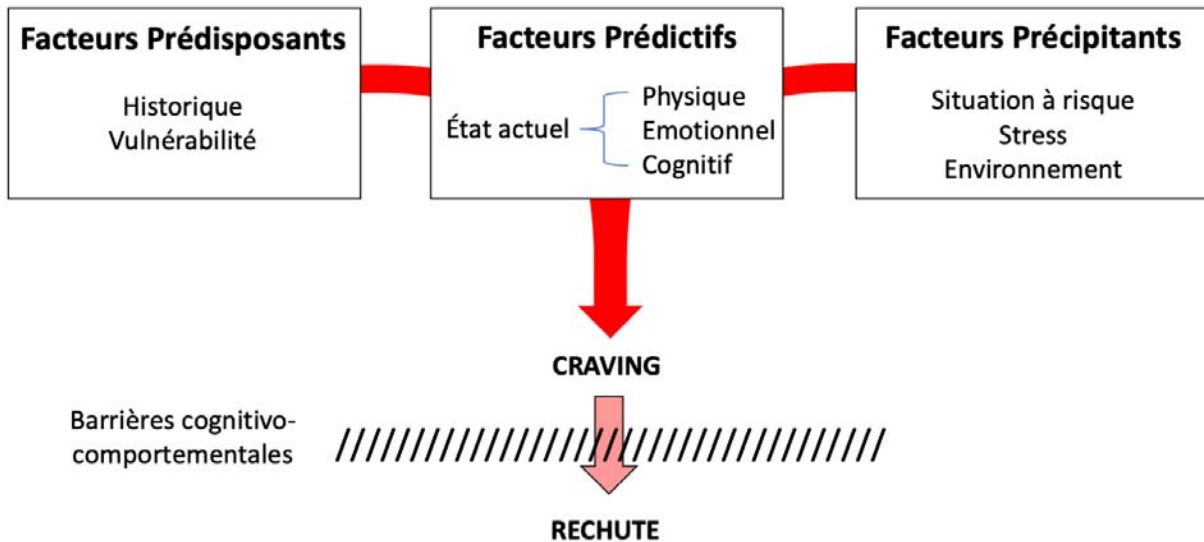 Facteurs Prédisposants
Historique
Vulnérabilité
Facteurs Prédictifs
État actuel
Physique
Emotionnel
Cognitif
Facteurs Précipitants
Situation à risque
Stress
Environnement
CRAVING
Barrières cognitivo-
comportementales
RECHUTE